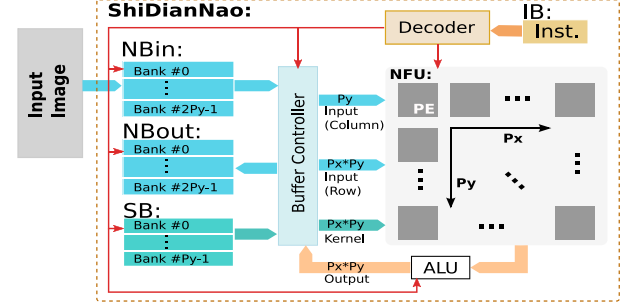 ShiDianNao:
IB:
Decoder
Inst.
Input
Image
NBin:
Bank #0
Bank #2Py-1
NBout:
Bank #0
Bank #2Py-1
SB:
Bank #0
Bank #Py-1
Buffer Controller
Py
Input
(Column)
Px*Py
Input
(Row)
Px*Py
Kernel
Px*Py
Output
NFU:
PE
Px
Py
ALU